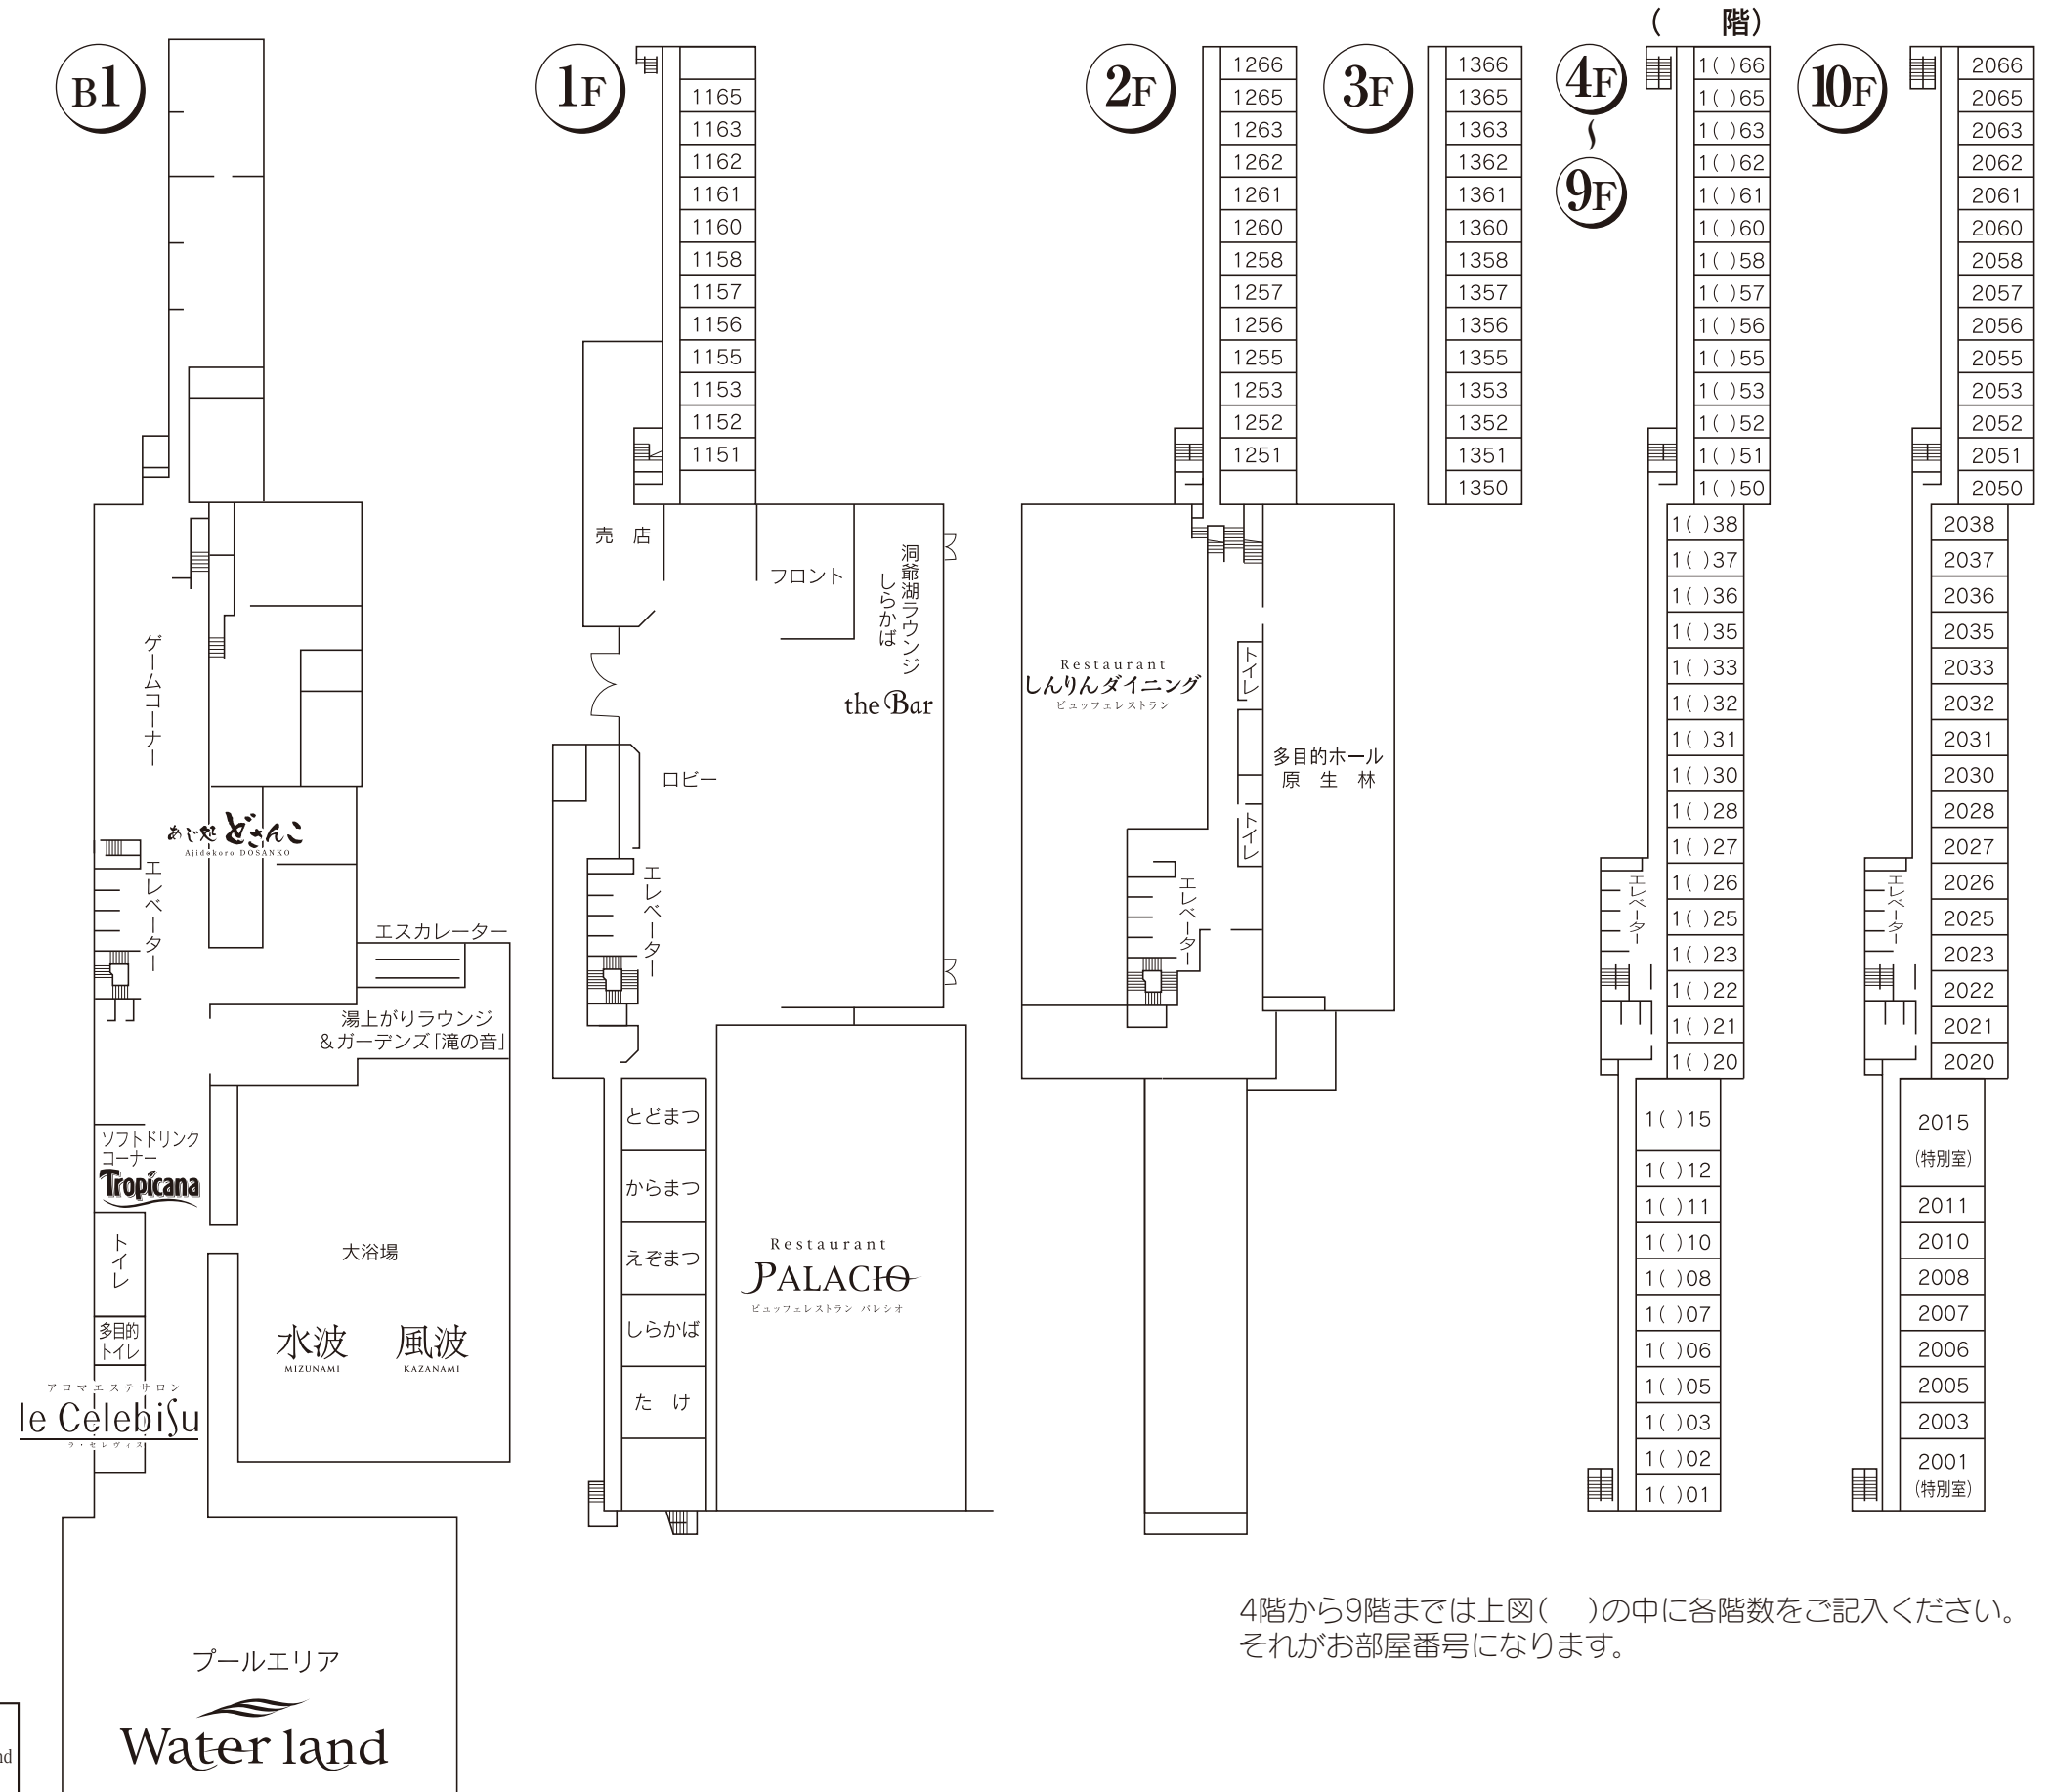 B1
ゲームコーナー
あじ処 どさんこ
Ajidokoro DOSANKO
エレベーター
エスカレーター
湯上がりラウンジ
&ガーデンズ「滝の音」
ソフトドリンク
コーナー
Tropicana
トイレ
多目的
トイレ
アロマエステサロン
le Celebisu
ラ・セレヴィス
大浴場
水波 風波
MIZUNAMI KAZANAMI
プールエリア
Water land
nd
1F
1165
1163
1162
1161
1160
1158
1157
1156
1155
1153
1152
1151
売 店
フロント
洞爺湖ラウンジ
しらかば
the Bar
ロビー
エレベーター
とどまつ
からまつ
えぞまつ
しらかば
た け
Restaurant
PALACIO
ビュッフェレストラン パレシオ
2F
1266
1265
1263
1262
1261
1260
1258
1257
1256
1255
1253
1252
1251
Restaurant
しんりんダイニング
ビュッフェレストラン
トイレ
多目的ホール
原 生 林
トイレ
エレベーター
3F
1366
1365
1363
1362
1361
1360
1358
1357
1356
1355
1353
1352
1351
1350
4F
〜
9F
( 階)
1( )66
1( )65
1( )63
1( )62
1( )61
1( )60
1( )58
1( )57
1( )56
1( )55
1( )53
1( )52
1( )51
1( )50
1( )38
1( )37
1( )36
1( )35
1( )33
1( )32
1( )31
1( )30
1( )28
1( )27
1( )26
1( )25
1( )23
1( )22
1( )21
1( )20
エレベーター
1( )15
1( )12
1( )11
1( )10
1( )08
1( )07
1( )06
1( )05
1( )03
1( )02
1( )01
10F
2066
2065
2063
2062
2061
2060
2058
2057
2056
2055
2053
2052
2051
2050
2038
2037
2036
2035
2033
2032
2031
2030
2028
2027
2026
2025
2023
2022
2021
2020
エレベーター
2015
(特別室)
2011
2010
2008
2007
2006
2005
2003
2001
(特別室)
4階から9階までは上図( )の中に各階数をご記入ください。
それがお部屋番号になります。